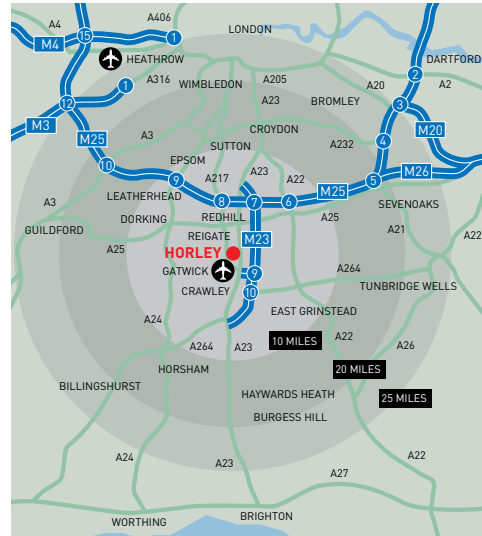 A406
A4
LONDON
15
1
M4
HEATHROW
DARTFORD
2
1
A316
WIMBLEDON
A205
A20
A2
A23
BROMLEY
12
3
M3
CROYDON
M20
M25
A3
SUTTON
A232
4
EPSOM
10
A217
A23
A22
M26
9
5
M25
LEATHERHEAD
8
7
6
A3
SEVENOAKS
DORKING
REDHILL
A25
GUILDFORD
REIGATE
A21
M23
A22
A25
HORLEY
GATWICK
9
A264
CRAWLEY
10
TUNBRIDGE WELLS
EAST GRINSTEAD
A24
A22
10 MILES
A264
A23
A26
HORSHAM
20 MILES
BILLINGSHURST
HAYWARDS HEATH
25 MILES
BURGESS HILL
A24
A22
A23
A27
WORTHING
BRIGHTON